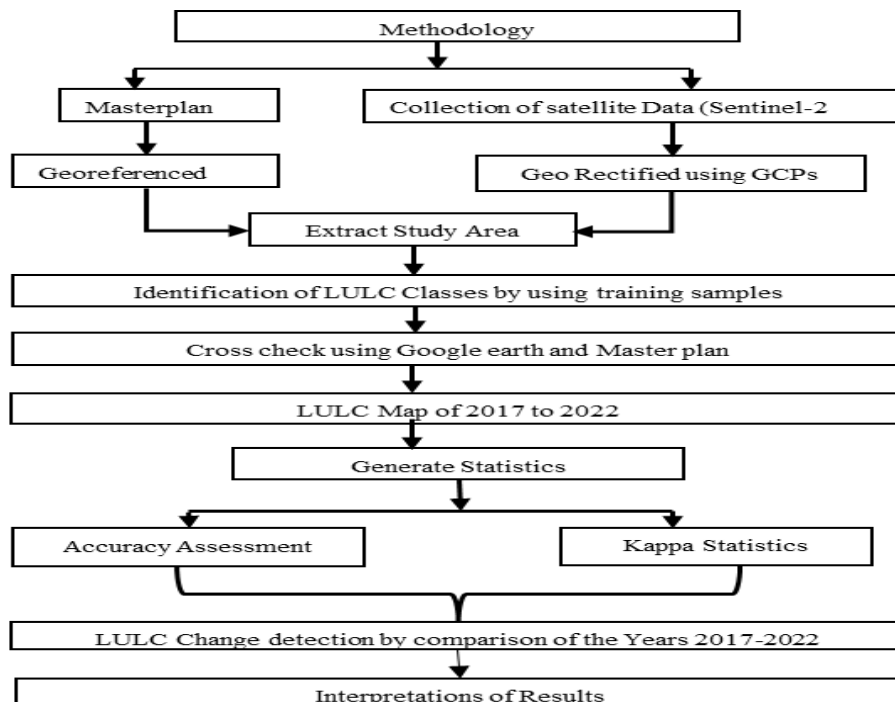 Methodology
Masterplan
Collection of satellite Data (Sentinel-2
Georeferenced
Geo Rectified using GCPs
Extract Study Area
Identification of LULC Classes by using training samples
Cross check using Google earth and Master plan
LULC Map of 2017 to 2022
Generate Statistics
Accuracy Assessment
Kappa Statistics
LULC Change detection by comparison of the Years 2017-2022
Interpretations of Results